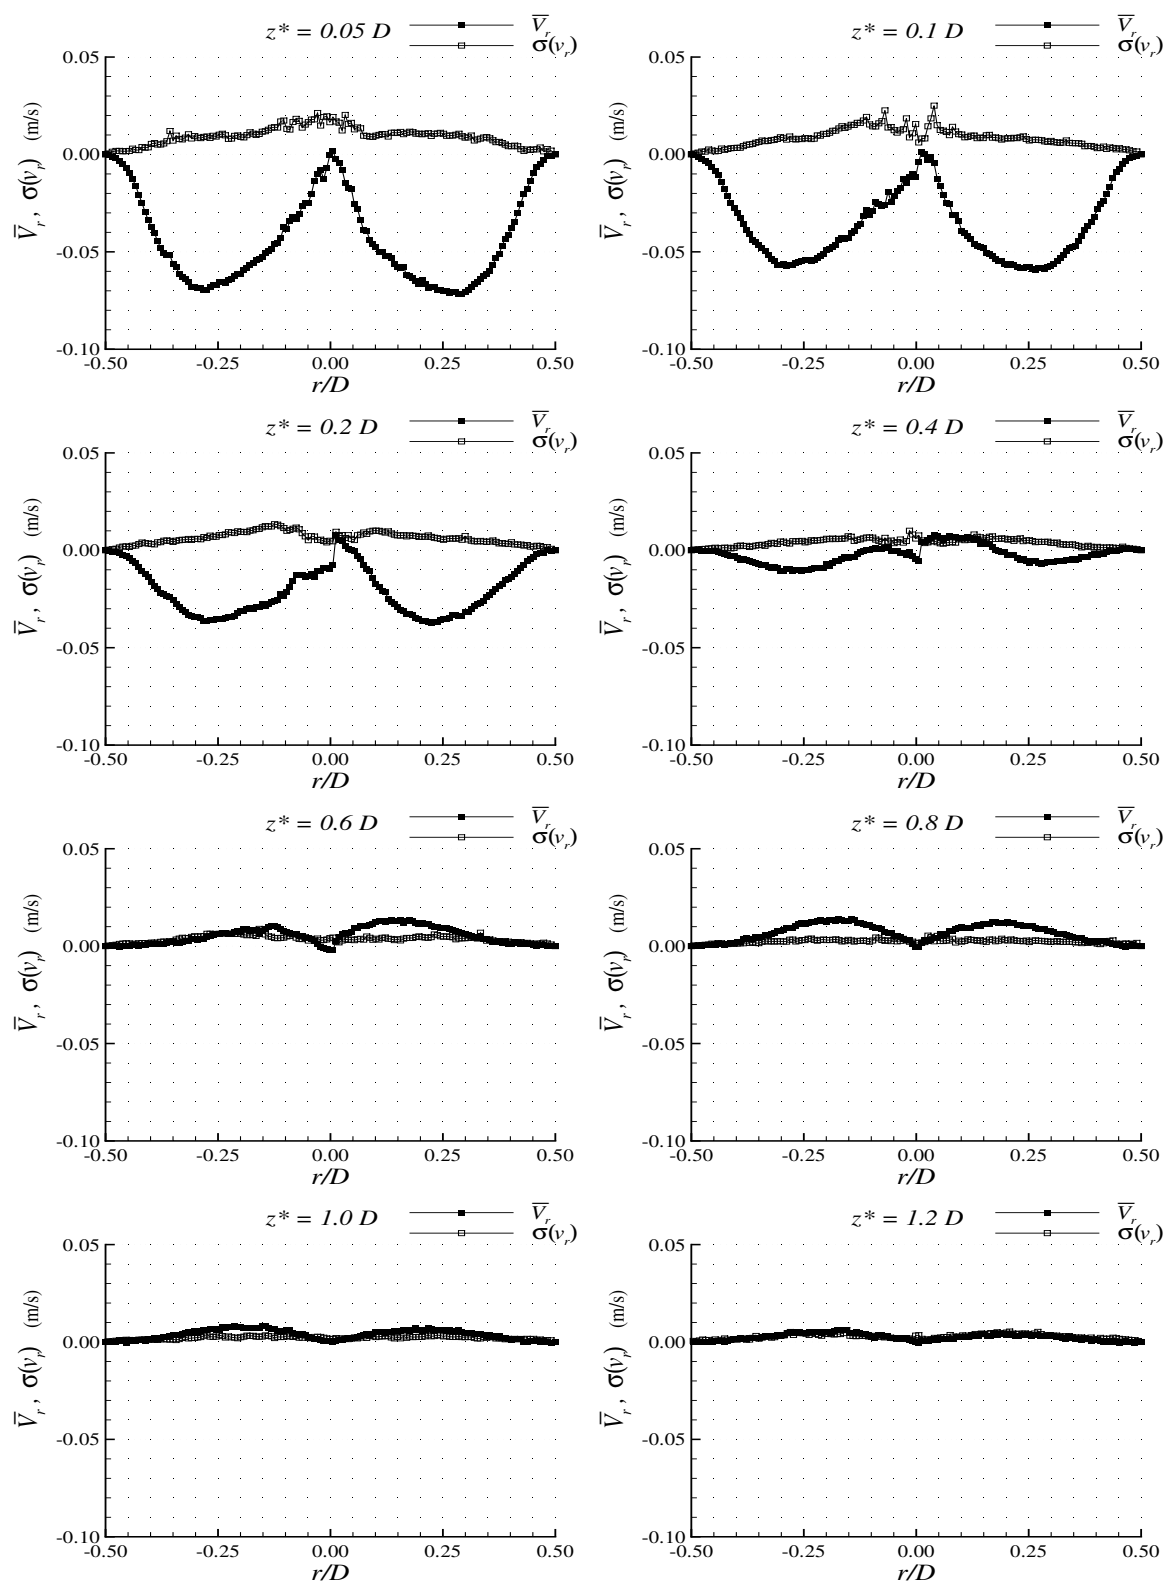 z* = 0.05 D
V̅r
σ(vr)
0.05
0.00
-0.05
-0.10
V̅r , σ(vr) (m/s)
-0.50 -0.25 0.00 0.25 0.50
r/D
z* = 0.1 D
V̅r
σ(vr)
0.05
0.00
-0.05
-0.10
V̅r , σ(vr) (m/s)
-0.50 -0.25 0.00 0.25 0.50
r/D
z* = 0.2 D
V̅r
σ(vr)
0.05
0.00
-0.05
-0.10
V̅r , σ(vr) (m/s)
-0.50 -0.25 0.00 0.25 0.50
r/D
z* = 0.4 D
V̅r
σ(vr)
0.05
0.00
-0.05
-0.10
V̅r , σ(vr) (m/s)
-0.50 -0.25 0.00 0.25 0.50
r/D
z* = 0.6 D
V̅r
σ(vr)
0.05
0.00
-0.05
-0.10
V̅r , σ(vr) (m/s)
-0.50 -0.25 0.00 0.25 0.50
r/D
z* = 0.8 D
V̅r
σ(vr)
0.05
0.00
-0.05
-0.10
V̅r , σ(vr) (m/s)
-0.50 -0.25 0.00 0.25 0.50
r/D
z* = 1.0 D
V̅r
σ(vr)
0.05
0.00
-0.05
-0.10
V̅r , σ(vr) (m/s)
-0.50 -0.25 0.00 0.25 0.50
r/D
z* = 1.2 D
V̅r
σ(vr)
0.05
0.00
-0.05
-0.10
V̅r , σ(vr) (m/s)
-0.50 -0.25 0.00 0.25 0.50
r/D